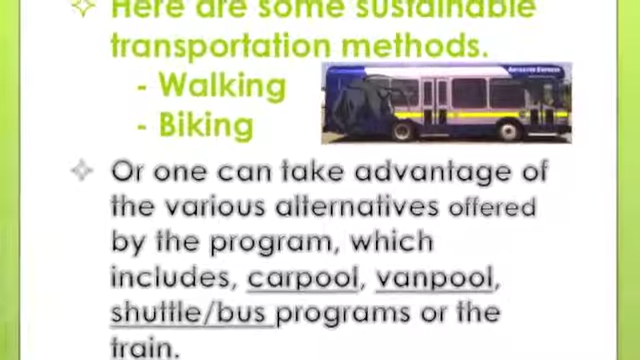 Here are some sustainable
transportation methods.
- Walking
- Biking
Or one can take advantage of
the various alternatives offered
by the program, which
includes, carpool, vanpool,
shuttle/bus programs or the
train.